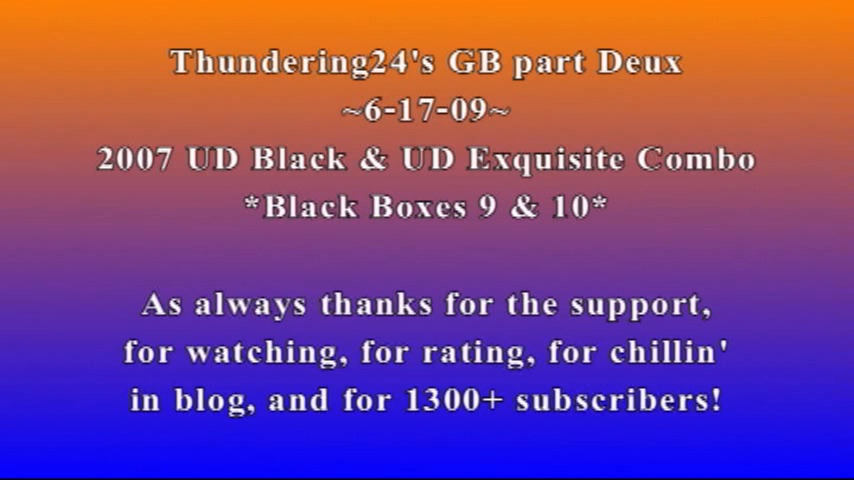 Thundering24's GB part Deux
~6-17-09~
2007 UD Black & UD Exquisite Combo
*Black Boxes 9 & 10*
As always thanks for the support,
for watching, for rating, for chillin'
in blog, and for 1300+ subscribers!